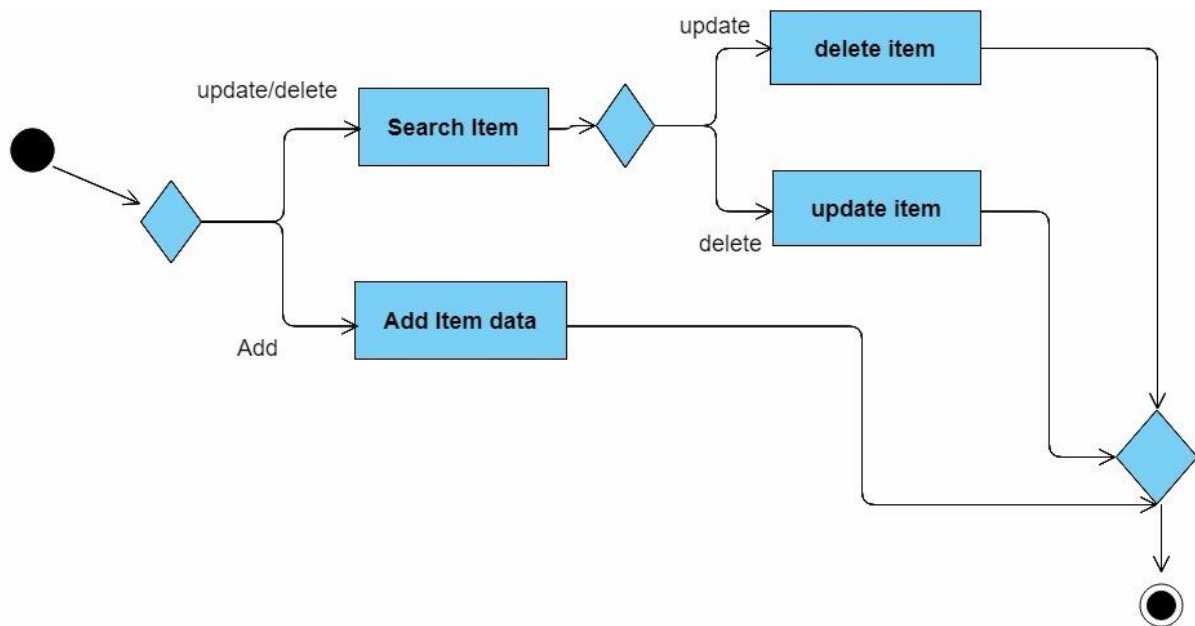 update
delete item
update/delete
Search Item
update item
delete
Add Item data
Add